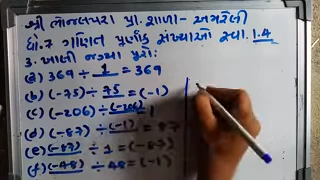 શ્રી લોનલપરા પ્રા. શાળા - અમરેલી
ધો.7 ગણિત પૂર્ણાંક સંખ્યાઓ સ્વા. 1.4
3. ખાલી જગ્યા પૂરો:
(a) 369 ÷ 1 = 369
(b) (-75) ÷ 75 = (-1)
(c) (-206) ÷ (-206) = 1
(d) (-87) ÷ (-1) = 87
(e) (-87) ÷ 1 = (-87)
(f) (-48) ÷ 48 = (-1)